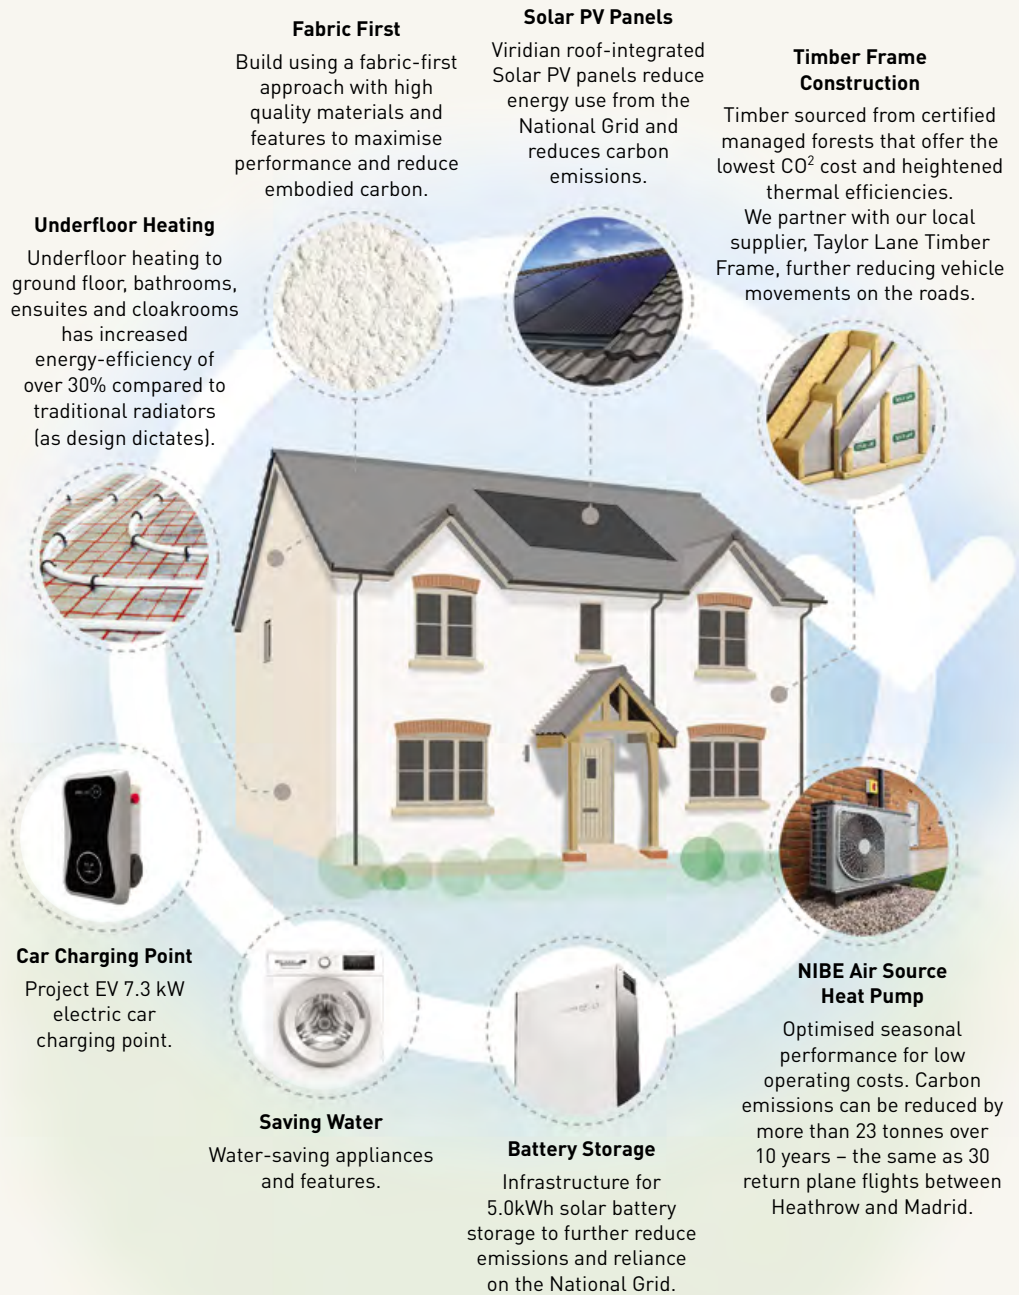 Fabric First
Build using a fabric-first
approach with high
quality materials and
features to maximise
performance and reduce
embodied carbon.
Solar PV Panels
Viridian roof-integrated
Solar PV panels reduce
energy use from the
National Grid and
reduces carbon
emissions.
Timber Frame
Construction
Timber sourced from certified
managed forests that offer the
lowest CO² cost and heightened
thermal efficiencies.
We partner with our local
supplier, Taylor Lane Timber
Frame, further reducing vehicle
movements on the roads.
Underfloor Heating
Underfloor heating to
ground floor, bathrooms,
ensuites and cloakrooms
has increased
energy-efficiency of
over 30% compared to
traditional radiators
(as design dictates).
Car Charging Point
Project EV 7.3 kW
electric car
charging point.
Saving Water
Water-saving appliances
and features.
Battery Storage
Infrastructure for
5.0kWh solar battery
storage to further reduce
emissions and reliance
on the National Grid.
NIBE Air Source
Heat Pump
Optimised seasonal
performance for low
operating costs. Carbon
emissions can be reduced by
more than 23 tonnes over
10 years – the same as 30
return plane flights between
Heathrow and Madrid.